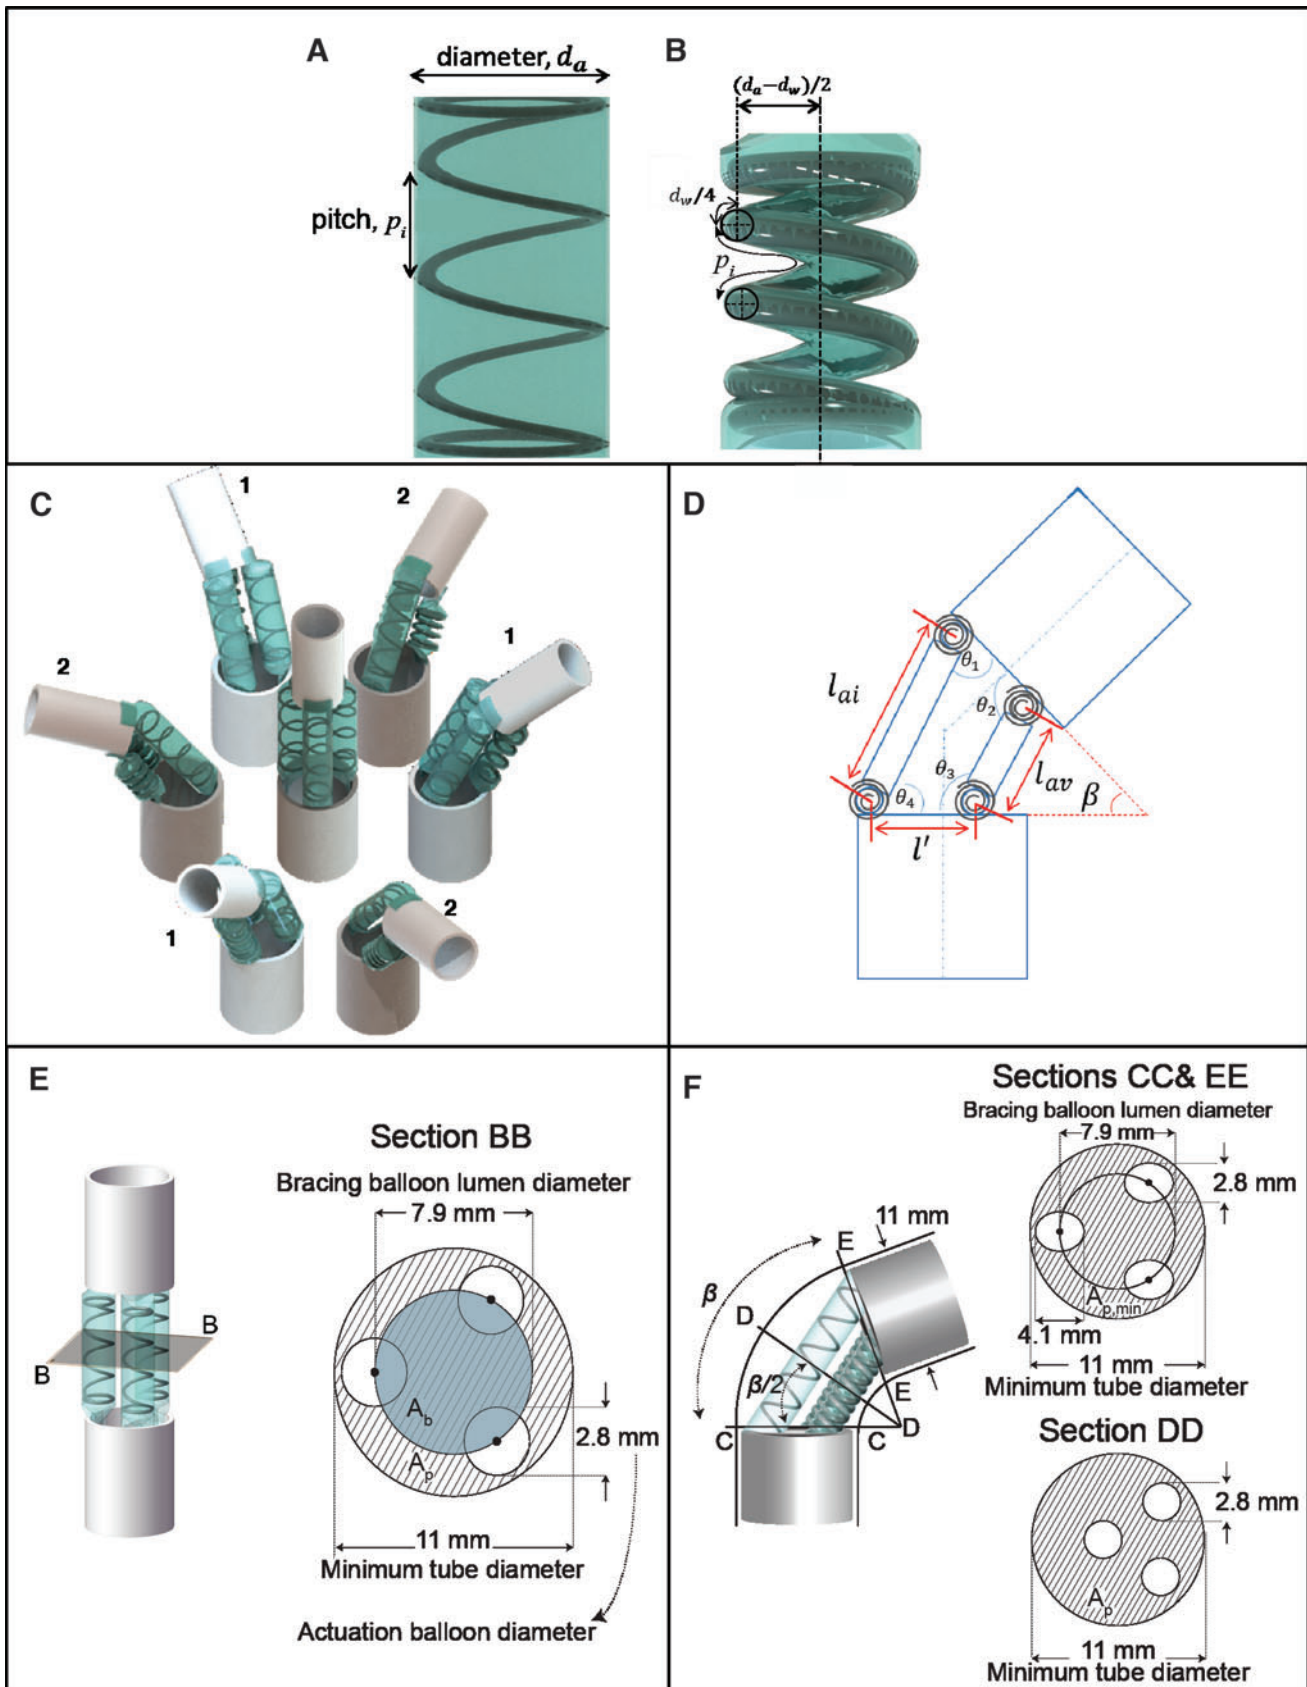 A
diameter, d_a
pitch, p_i
B
(d_a−d_w)/2
d_w/4
p_i
C
1
2
1
2
1
2
D
l_ai
θ_1
θ_2
θ_3
θ_4
l_av
β
l'
E
Section BB
Bracing balloon lumen diameter
7.9 mm
B
B
A_b
A_p
2.8 mm
11 mm
Minimum tube diameter
Actuation balloon diameter
F
Sections CC& EE
Bracing balloon lumen diameter
7.9 mm
2.8 mm
A_p,min
4.1 mm
11 mm
Minimum tube diameter
11 mm
E
β
D
β/2
E
C
C
D
Section DD
2.8 mm
A_p
11 mm
Minimum tube diameter